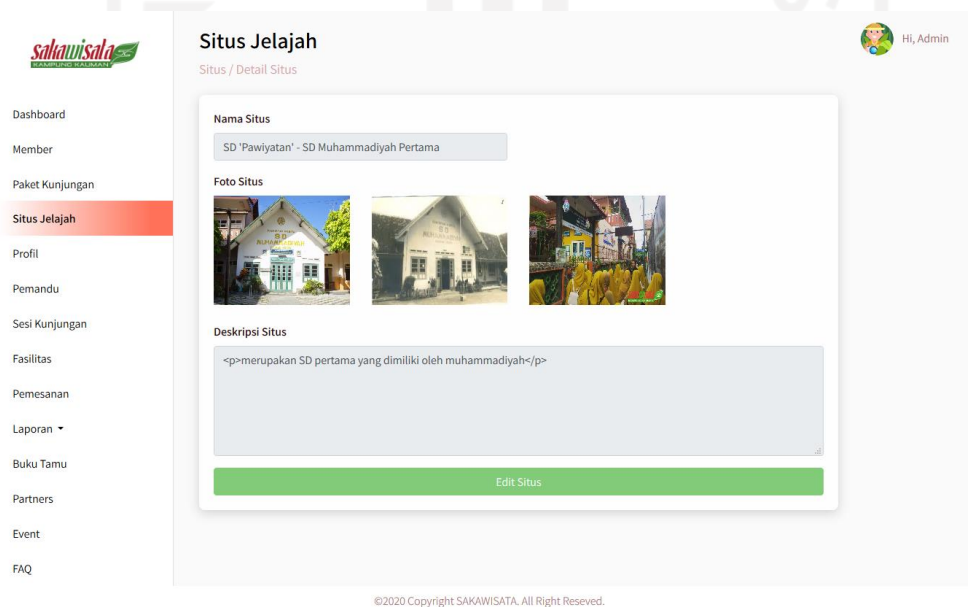 sakawisata
KAMPUNG KAUMAN
Situs Jelajah
Hi, Admin
Situs / Detail Situs
Dashboard
Member
Paket Kunjungan
Situs Jelajah
Profil
Pemandu
Sesi Kunjungan
Fasilitas
Pemesanan
Laporan
Buku Tamu
Partners
Event
FAQ
Nama Situs
SD 'Pawiyatan' - SD Muhammadiyah Pertama
Foto Situs
SD
MUHAMMADIYAH
Deskripsi Situs
<p>merupakan SD pertama yang dimiliki oleh muhammadiyah</p>
Edit Situs
©2020 Copyright SAKAWISATA. All Right Reseved.